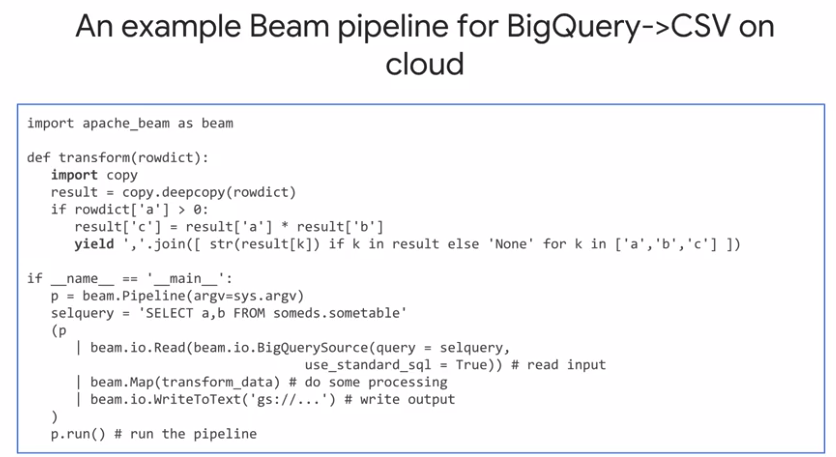 An example Beam pipeline for BigQuery->CSV on
cloud
import apache_beam as beam
def transform(rowdict):
   import copy
   result = copy.deepcopy(rowdict)
   if rowdict['a'] > 0:
      result['c'] = result['a'] * result['b']
      yield ','.join([ str(result[k]) if k in result else 'None' for k in ['a','b','c'] ])
if __name__ == '__main__':
   p = beam.Pipeline(argv=sys.argv)
   selquery = 'SELECT a,b FROM someds.sometable'
   (p
      | beam.io.Read(beam.io.BigQuerySource(query = selquery,
                                 use_standard_sql = True)) # read input
      | beam.Map(transform_data) # do some processing
      | beam.io.WriteToText('gs://...') # write output
   )
   p.run() # run the pipeline